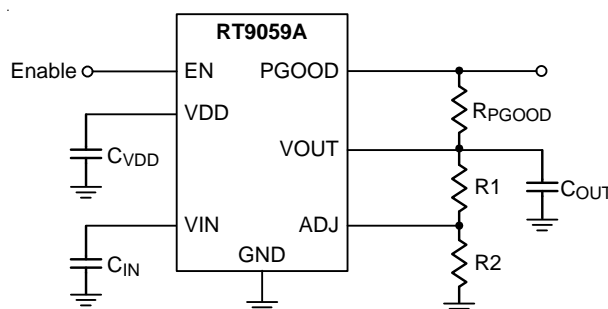 RT9059A
Enable EN PGOOD
RPGOOD
VDD
CVDD
VOUT
R1
COUT
VIN ADJ
CIN
GND
R2